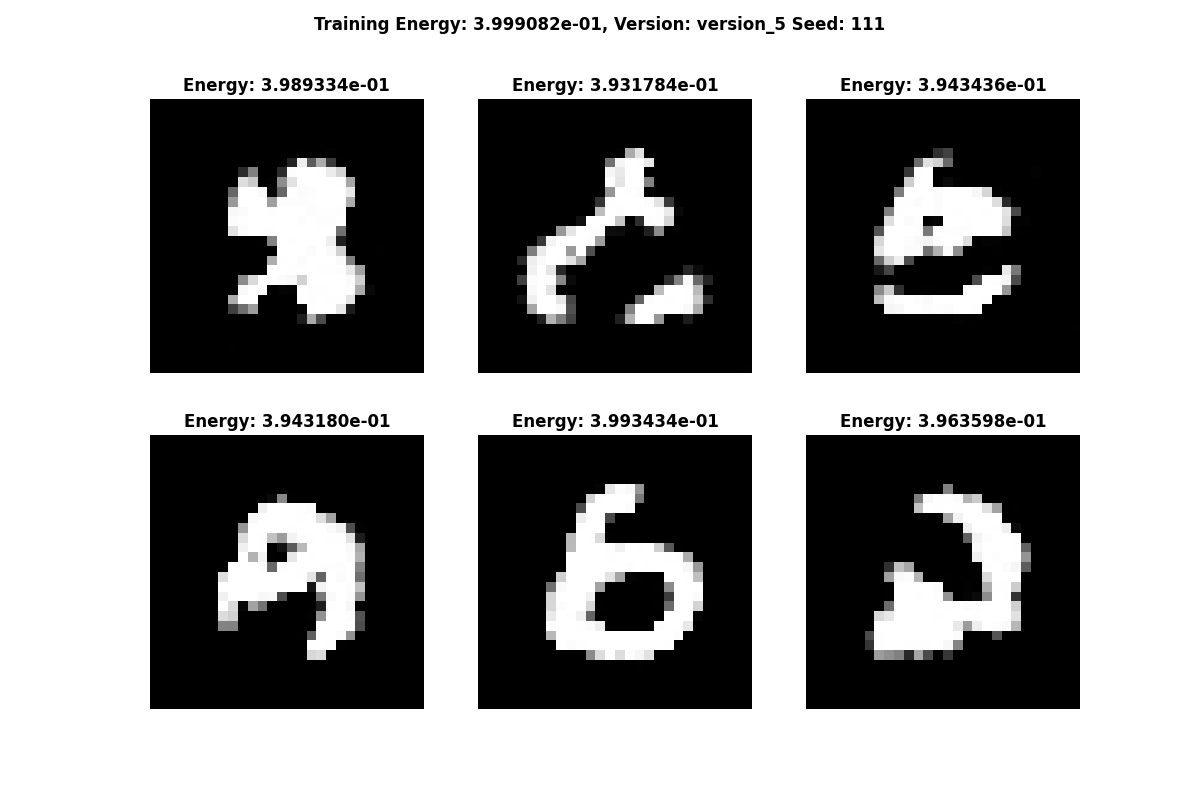 Training Energy: 3.999082e-01, Version: version_5 Seed: 111
Energy: 3.989334e-01
Energy: 3.931784e-01
Energy: 3.943436e-01
Energy: 3.943180e-01
Energy: 3.993434e-01
Energy: 3.963598e-01
6